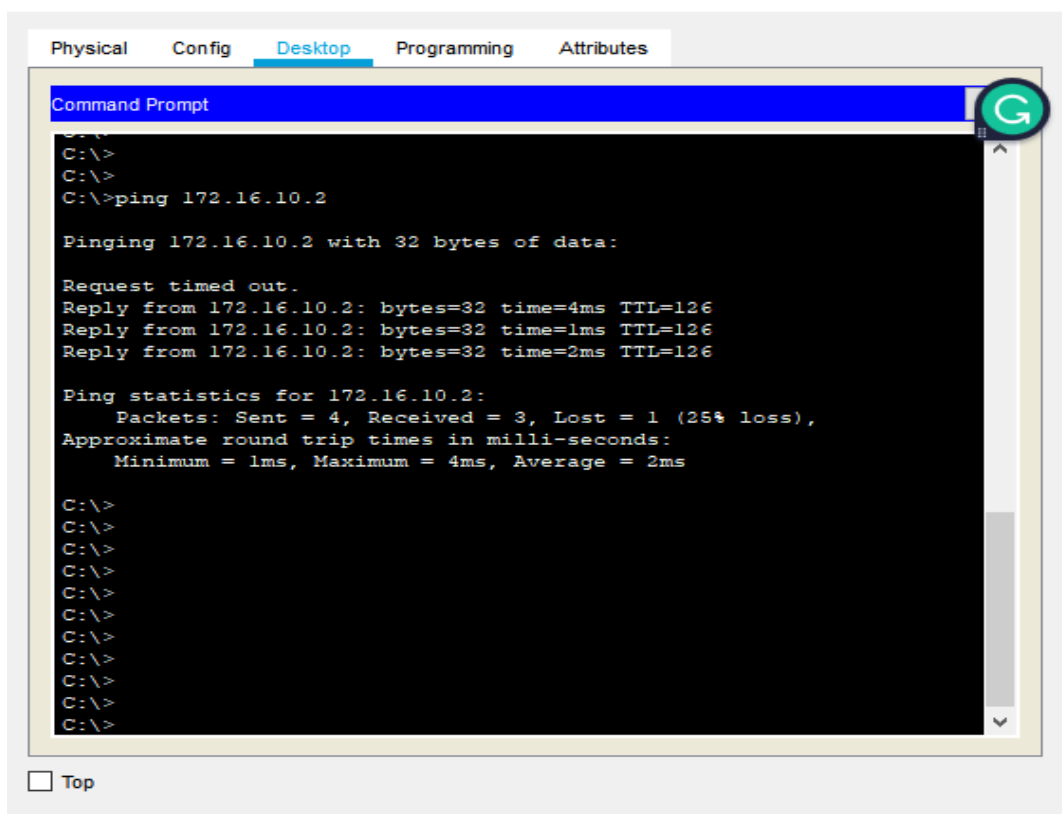 Physical Config Desktop Programming Attributes
Command Prompt
C:\>
C:\>
C:\>ping 172.16.10.2
Pinging 172.16.10.2 with 32 bytes of data:
Request timed out.
Reply from 172.16.10.2: bytes=32 time=4ms TTL=126
Reply from 172.16.10.2: bytes=32 time=1ms TTL=126
Reply from 172.16.10.2: bytes=32 time=2ms TTL=126
Ping statistics for 172.16.10.2:
Packets: Sent = 4, Received = 3, Lost = 1 (25% loss),
Approximate round trip times in milli-seconds:
Minimum = 1ms, Maximum = 4ms, Average = 2ms
C:\>
C:\>
C:\>
C:\>
C:\>
C:\>
C:\>
C:\>
C:\>
C:\>
C:\>
Top